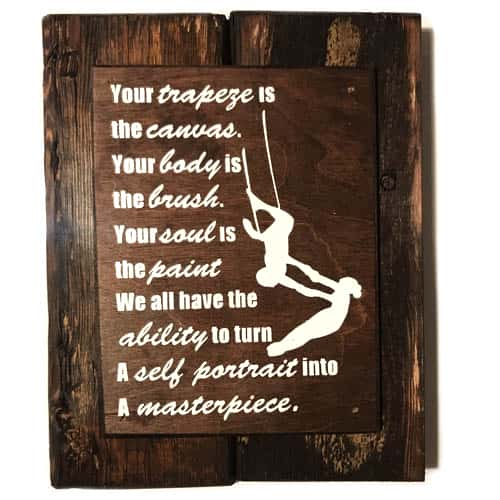 Your trapeze is
the canvas.
Your body is
the brush.
Your soul is
the paint
We all have the
ability to turn
A self portrait into
A masterpiece.